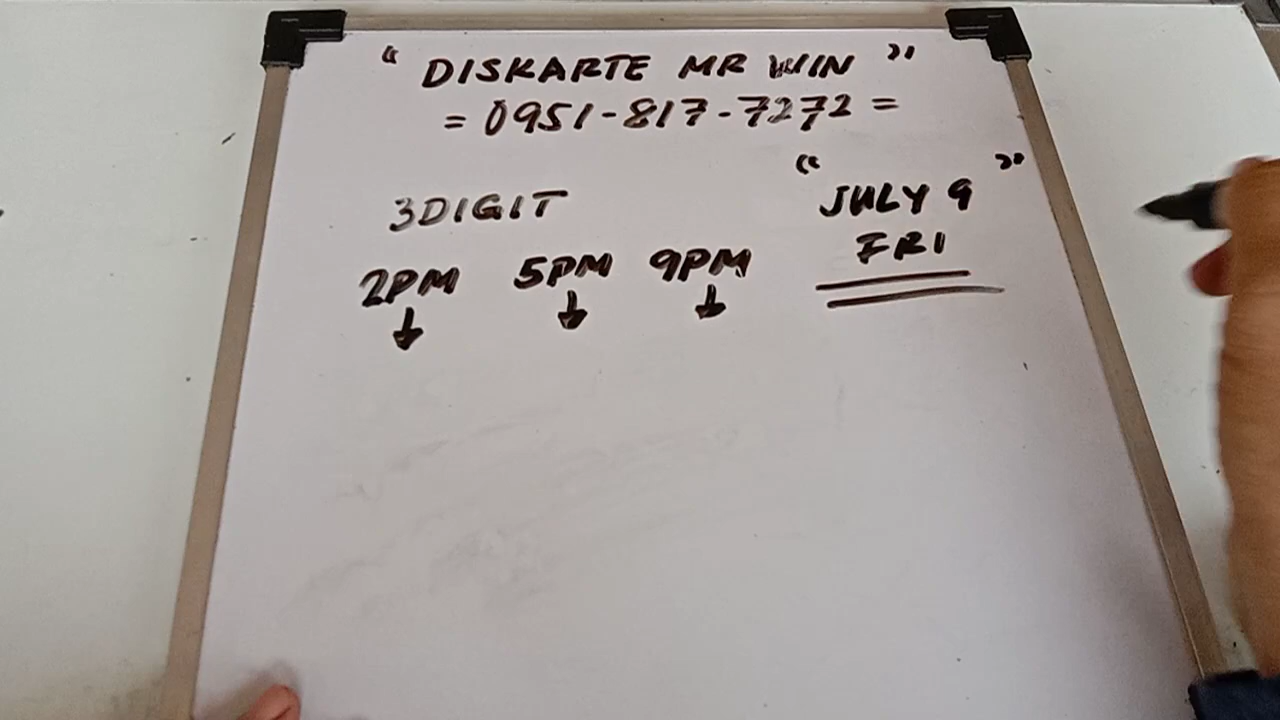 " DISKARTE MR WIN "
= 0951-817-7272 =
3DIGIT
" JULY 9 "
FRI
2PM 5PM 9PM